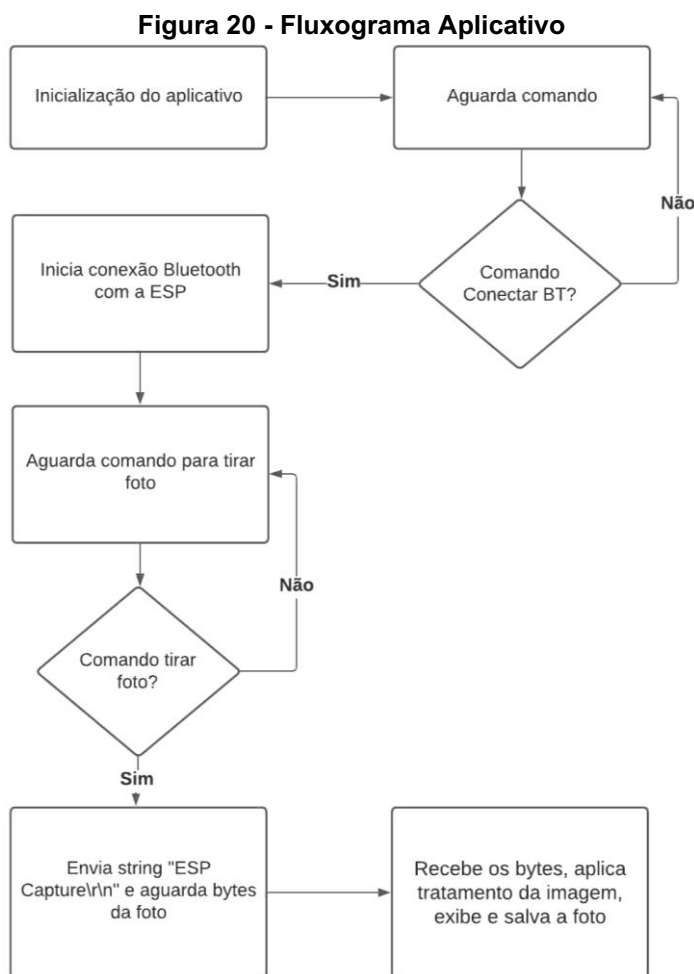 Figura 20 - Fluxograma Aplicativo
Inicialização do aplicativo
Aguarda comando
Não
Comando
Conectar BT?
Sim
Inicia conexão Bluetooth
com a ESP
Aguarda comando para tirar
foto
Não
Comando tirar
foto?
Sim
Envia string "ESP
Capture\r\n" e aguarda bytes
da foto
Recebe os bytes, aplica
tratamento da imagem,
exibe e salva a foto